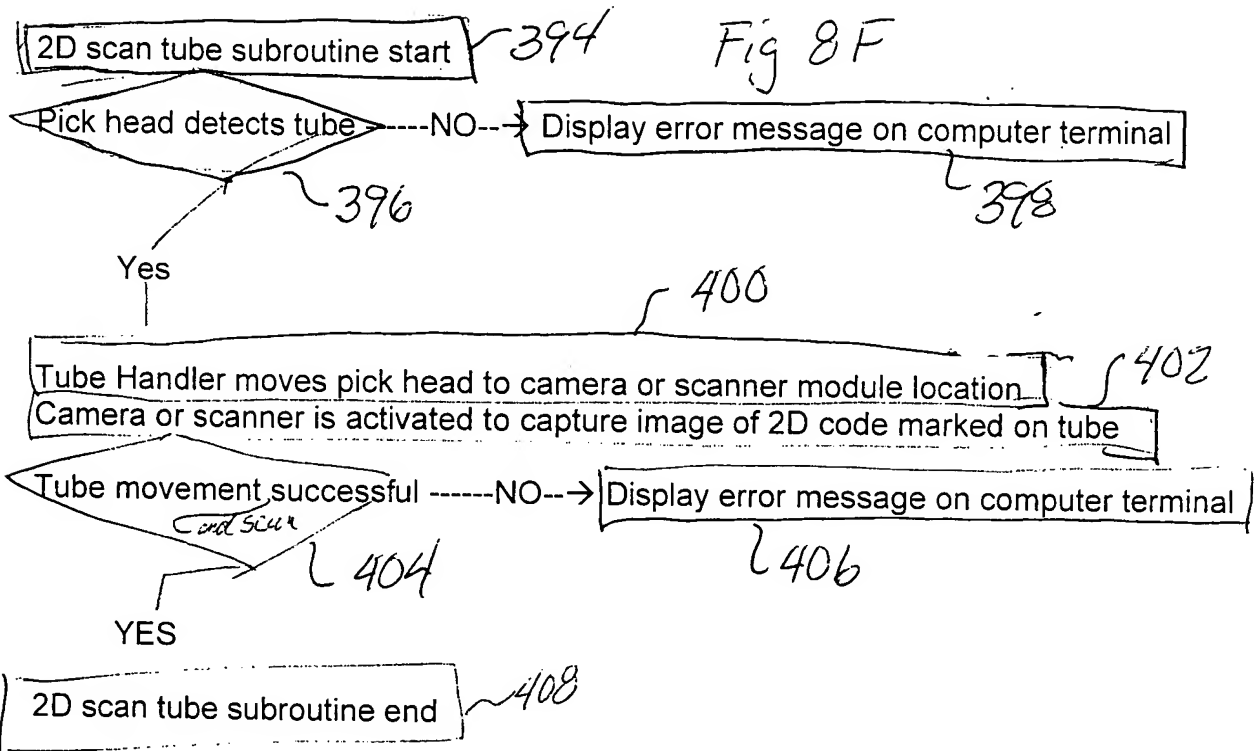 2D scan tube subroutine start 394 Fig 8F
Pick head detects tube ------NO--→ Display error message on computer terminal
396 398
Yes
400
Tube Handler moves pick head to camera or scanner module location 402
Camera or scanner is activated to capture image of 2D code marked on tube
Tube movement successful ------NO--→ Display error message on computer terminal
and scan
404 406
YES
2D scan tube subroutine end 408